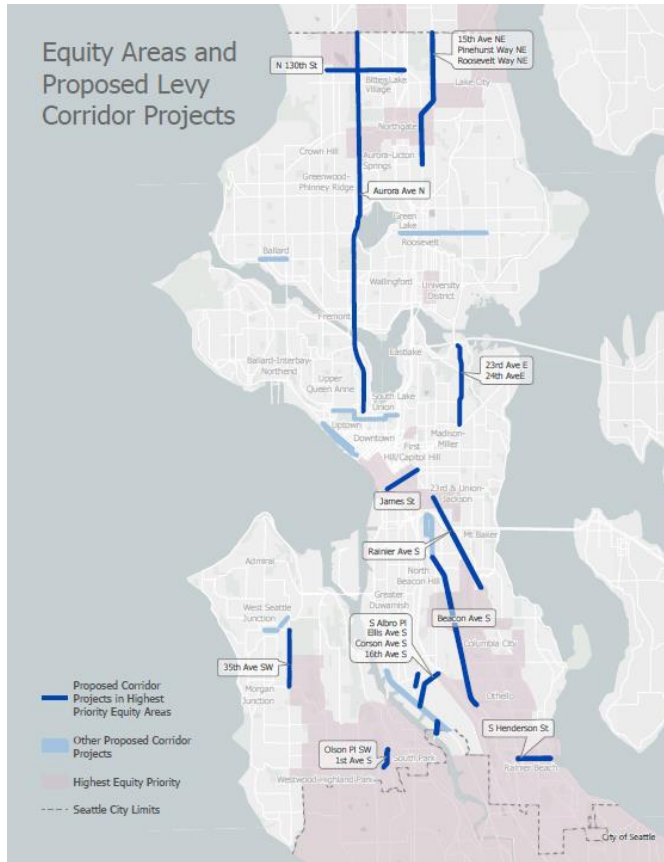 Equity Areas and
Proposed Levy
Corridor Projects
15th Ave NE
Pinehurst Way NE
Roosevelt Way NE
N 130th St
Bitter Lake
Village
Lake City
Northgate
Crown Hill
Aurora-Licton
Springs
Greenwood-
Phinney Ridge
Aurora Ave N
Green
Lake
Roosevelt
Ballard
Wallingford
University
District
Fremont
Eastlake
Ballard-Interbay-
Northend
Upper
Queen Anne
23rd Ave E
24th AveE
South Lake
Union
Uptown
Downtown
Madison-
Miller
First
Hill/Capitol Hill
23rd & Union-
Jackson
James St
Mt Baker
Rainier Ave S
Admiral
North
Beacon Hill
Greater
Duwamish
West Seattle
Junction
S Albro Pl
Ellis Ave S
Corson Ave S
16th Ave S
Beacon Ave S
Columbia City
35th Ave SW
Morgan
Junction
Othello
S Henderson St
Olson Pl SW
1st Ave S
South Park
Westwood-Highland Park
Rainier Beach
Proposed Corridor
Projects in Highest
Priority Equity Areas
Other Proposed Corridor
Projects
Highest Equity Priority
Seattle City Limits
City of Seattle